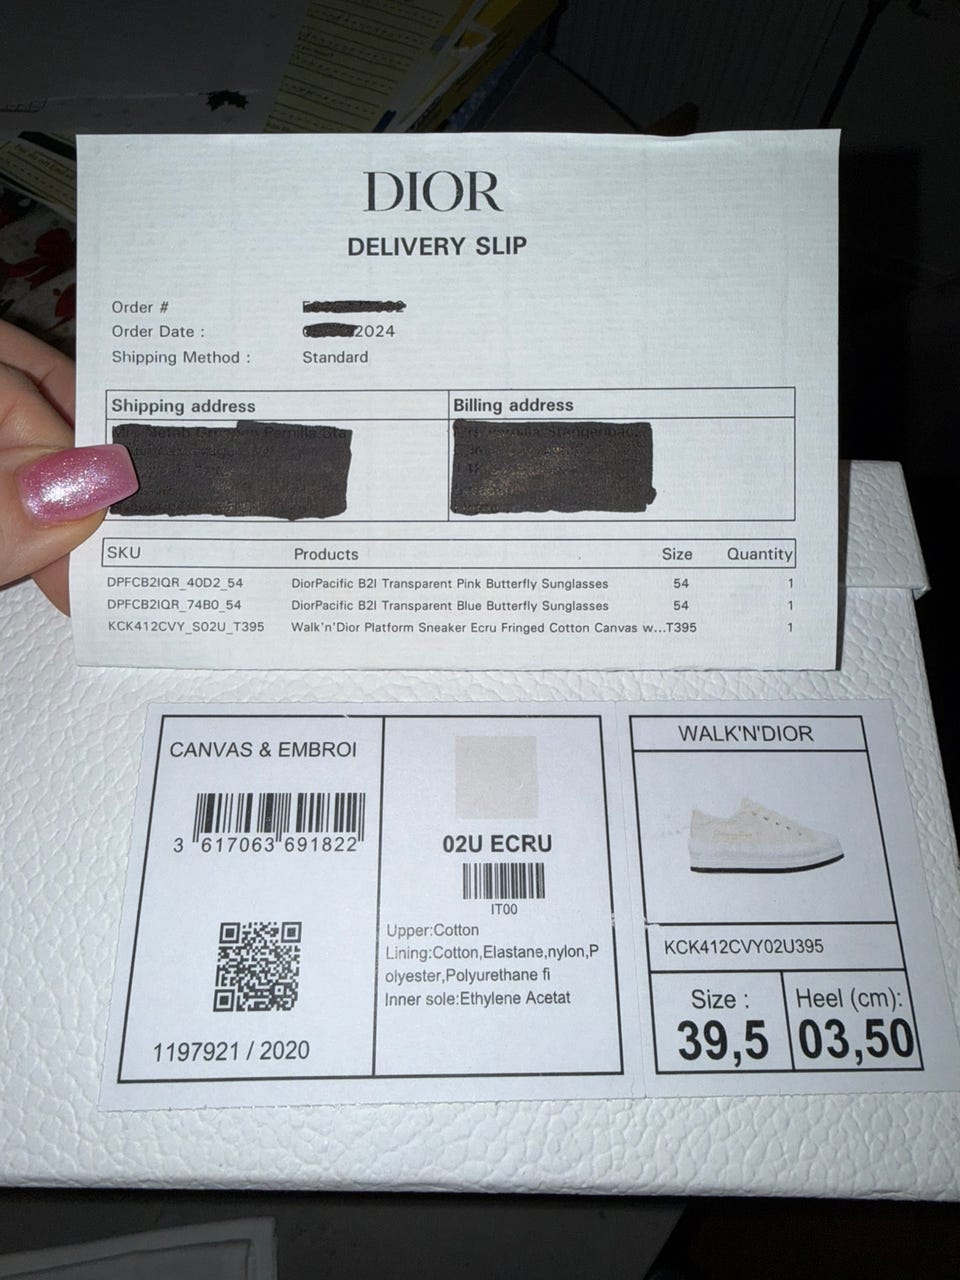 DIOR
DELIVERY SLIP
Order #
Order Date : 2024
Shipping Method : Standard
Shipping address Billing address
SKU Products Size Quantity
DPFCB2IQR_40D2_54 DiorPacific B2I Transparent Pink Butterfly Sunglasses 54 1
DPFCB2IQR_74B0_54 DiorPacific B2I Transparent Blue Butterfly Sunglasses 54 1
KCK412CVY_S02U_T395 Walk'n'Dior Platform Sneaker Ecru Fringed Cotton Canvas w...T395 1
CANVAS & EMBROI
3 617063 691822
1197921 / 2020
02U ECRU
IT00
Upper:Cotton
Lining:Cotton,Elastane,nylon,P
olyester,Polyurethane fi
Inner sole:Ethylene Acetat
WALK'N'DIOR
KCK412CVY02U395
Size : Heel (cm):
39,5 03,50